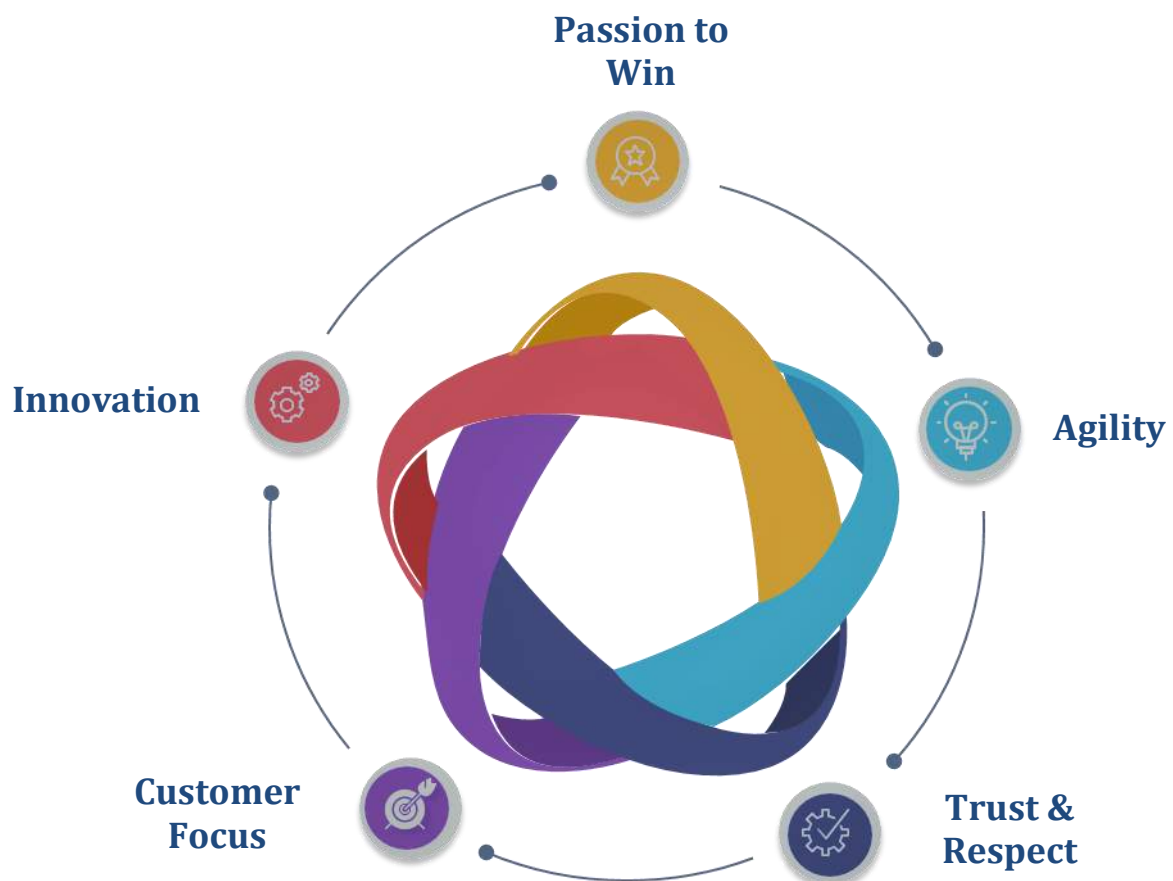 Passion to
Win
Innovation
Agility
Customer
Focus
Trust &
Respect